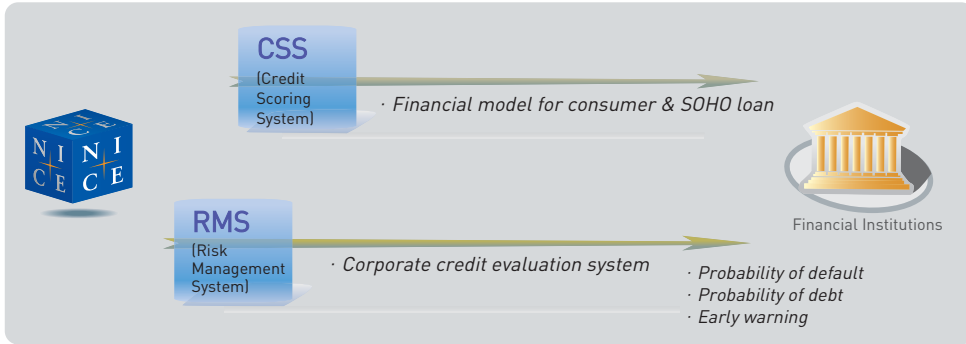 CSS
(Credit
Scoring
System)
· Financial model for consumer & SOHO loan
N I
C E
N I
C E
N I
C E
Financial Institutions
RMS
(Risk
Management
System)
· Corporate credit evaluation system
· Probability of default
· Probability of debt
· Early warning